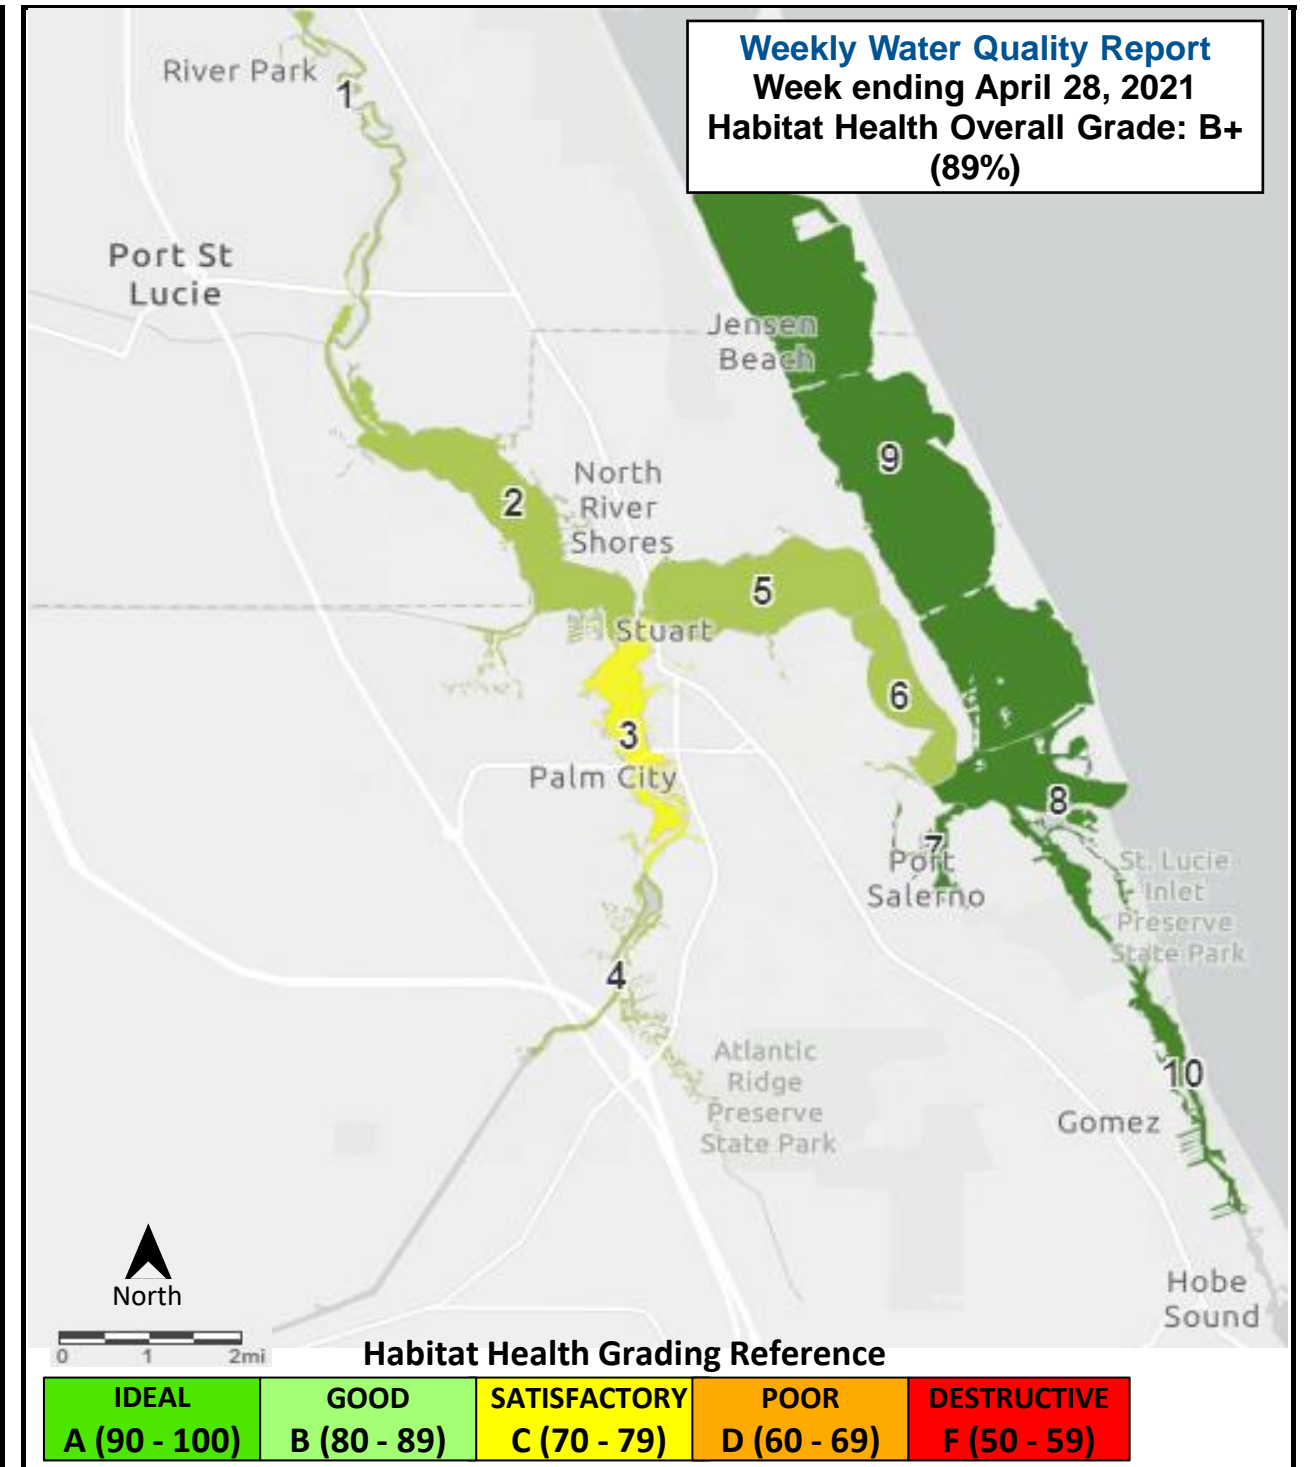 Weekly Water Quality Report
Week ending April 28, 2021
Habitat Health Overall Grade: B+
(89%)
River Park
1
Port St
Lucie
Jensen
Beach
9
North
River
Shores
2
5
Stuart
6
3
Palm City
8
7
Port
Salerno
St. Lucie
Inlet
Preserve
State Park
4
Atlantic
Ridge
Preserve
State Park
10
Gomez
Hobe
Sound
North
0 1 2mi
Habitat Health Grading Reference
IDEAL GOOD SATISFACTORY POOR DESTRUCTIVE
A (90 - 100) B (80 - 89) C (70 - 79) D (60 - 69) F (50 - 59)